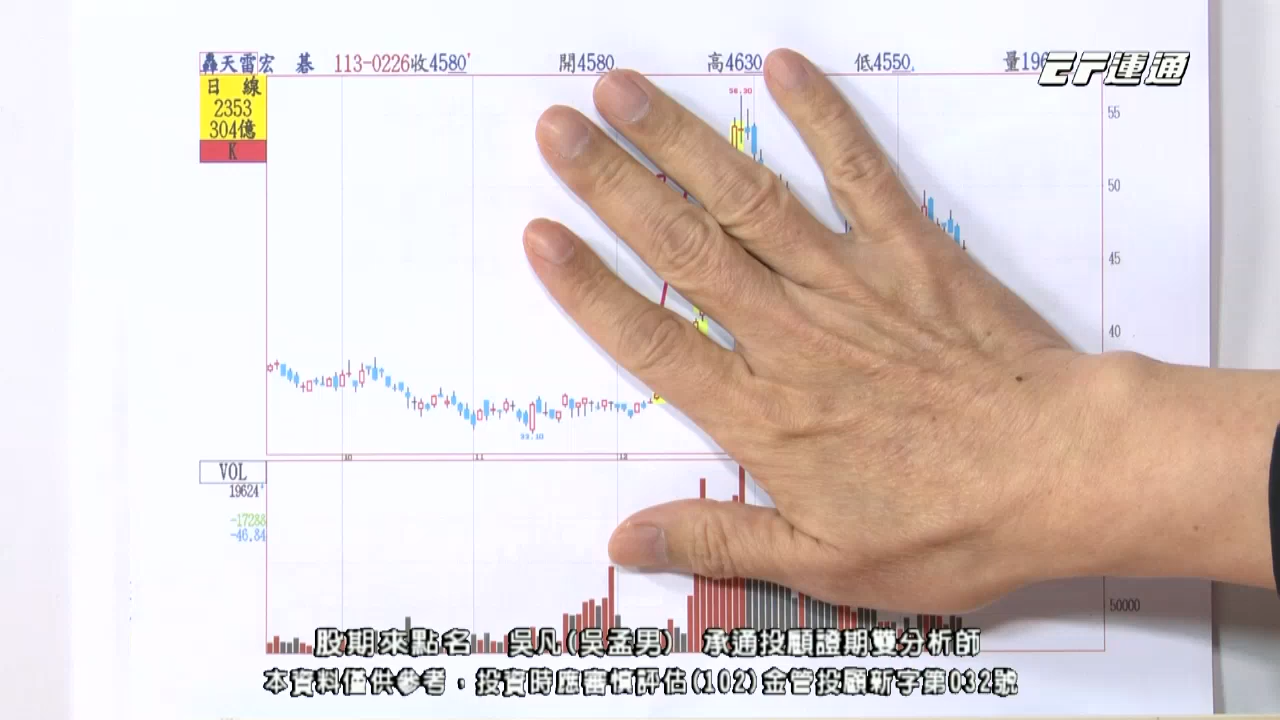 轟天雷宏 碁 113-0226收4580' 開4580. 高4630 低4550. 量196
CTF運通
日 線
2353
304億
K
56.30
55
50
45
40
33.10
10 11 12
VOL
19624'
-17288
-46.84
50000
股期來點名 吳凡(吳孟男) 承通投顧證期雙分析師
本資料僅供參考，投資時應審慎評估(102)金管投顧新字第032號